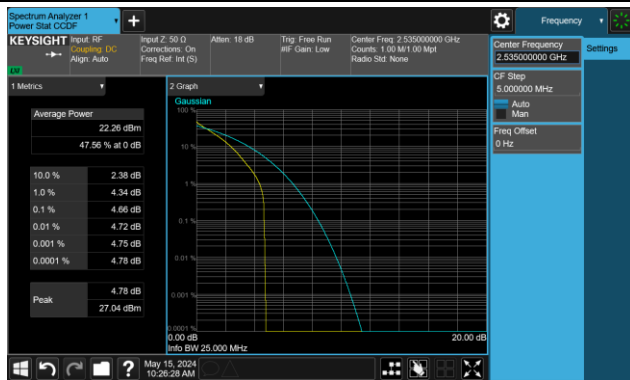 Spectrum Analyzer 1
Power Stat CCDF
Frequency
KEYSIGHT
Input: RF
Coupling: DC
Align: Auto
Input Z: 50 Ω
Corrections: On
Freq Ref: Int (S)
Atten: 18 dB
Trig: Free Run
#IF Gain: Low
Center Freq: 2.535000000 GHz
Counts: 1.00 M/1.00 Mpt
Radio Std: None
Center Frequency
2.535000000 GHz
Settings
CF Step
5.000000 MHz
Auto
Man
Freq Offset
0 Hz
1 Metrics
Average Power
22.26 dBm
47.56 % at 0 dB
10.0 % 2.38 dB
1.0 % 4.34 dB
0.1 % 4.66 dB
0.01 % 4.72 dB
0.001 % 4.75 dB
0.0001 % 4.78 dB
Peak
4.78 dB
27.04 dBm
2 Graph
Gaussian
100 %
10 %
1 %
0.1 %
0.01 %
0.001 %
0.0001 %
0.00 dB
20.00 dB
Info BW 25.000 MHz
?
May 15, 2024
10:26:28 AM